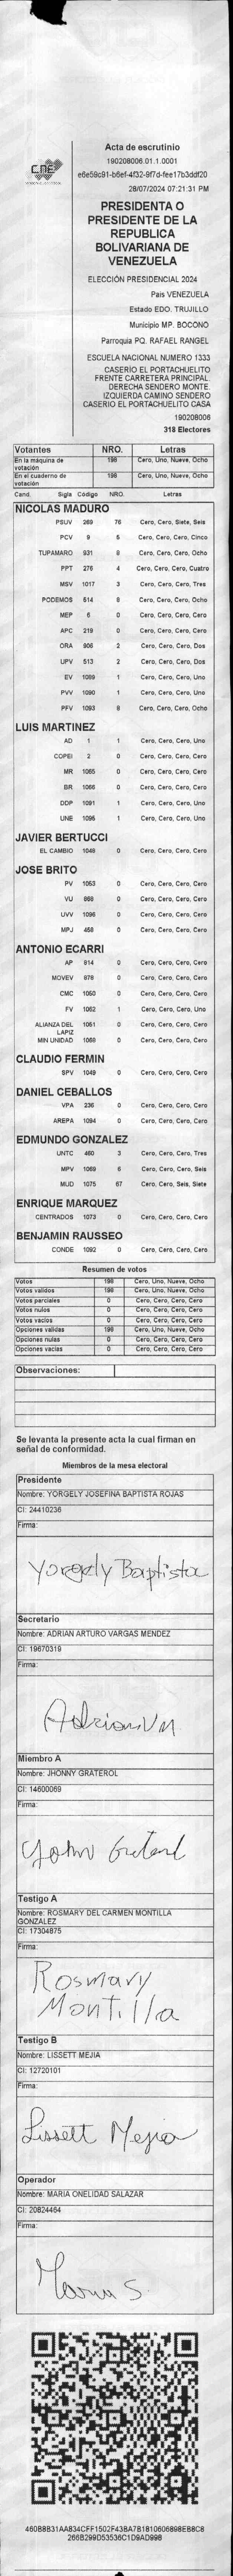 CNE
Acta de escrutinio
190208006.01.1.0001
28/07/2024 07:21:31 PM
PRESIDENTA O
PRESIDENTE DE LA
REPUBLICA
BOLIVARIANA DE
VENEZUELA
ELECCIÓN PRESIDENCIAL 2024
Pais VENEZUELA
Estado EDO. TRUJILLO
Municipio MP. BOCONO
Parroquia PQ. RAFAEL RANGEL
ESCUELA NACIONAL NUMERO 1333
CASERÍO EL PORTACHUELITO
FRENTE CARRETERA PRINCIPAL.
DERECHA SENDERO MONTE.
IZQUIERDA CAMINO SENDERO
CASERIO EL PORTACHUELITO CASA
190208006
318 Electores
Votantes NRO. Letras
En la máquina de votación 198 Cero, Uno, Nueve, Ocho
En el cuaderno de votación 198 Cero, Uno, Nueve, Ocho
Cand. Sigla Código NRO. Letras
NICOLAS MADURO
PSUV 269 76 Cero, Cero, Siete, Seis
PCV 9 5 Cero, Cero, Cero, Cinco
TUPAMARO 931 8 Cero, Cero, Cero, Ocho
PPT 276 4 Cero, Cero, Cero, Cuatro
MSV 1017 3 Cero, Cero, Cero, Tres
PODEMOS 514 8 Cero, Cero, Cero, Ocho
MEP 6 0 Cero, Cero, Cero, Cero
APC 219 0 Cero, Cero, Cero, Cero
ORA 906 2 Cero, Cero, Cero, Dos
UPV 513 2 Cero, Cero, Cero, Dos
EV 1089 1 Cero, Cero, Cero, Uno
PVV 1090 1 Cero, Cero, Cero, Uno
PFV 1093 8 Cero, Cero, Cero, Ocho
LUIS MARTINEZ
AD 1 1 Cero, Cero, Cero, Uno
COPEI 2 0 Cero, Cero, Cero, Cero
MR 1065 0 Cero, Cero, Cero, Cero
BR 1066 0 Cero, Cero, Cero, Cero
DDP 1091 1 Cero, Cero, Cero, Uno
UNE 1095 1 Cero, Cero, Cero, Uno
JAVIER BERTUCCI
EL CAMBIO 1048 0 Cero, Cero, Cero, Cero
JOSE BRITO
PV 1053 0 Cero, Cero, Cero, Cero
VU 868 0 Cero, Cero, Cero, Cero
UVV 1096 0 Cero, Cero, Cero, Cero
MPJ 458 0 Cero, Cero, Cero, Cero
ANTONIO ECARRI
AP 814 0 Cero, Cero, Cero, Cero
MOVEV 878 0 Cero, Cero, Cero, Cero
CMC 1050 0 Cero, Cero, Cero, Cero
FV 1062 1 Cero, Cero, Cero, Uno
ALIANZA DEL LAPIZ 1051 0 Cero, Cero, Cero, Cero
MIN UNIDAD 1069 0 Cero, Cero, Cero, Cero
CLAUDIO FERMIN
SPV 1049 0 Cero, Cero, Cero, Cero
DANIEL CEBALLOS
VPA 236 0 Cero, Cero, Cero, Cero
AREPA 1094 0 Cero, Cero, Cero, Cero
EDMUNDO GONZALEZ
UNTC 460 3 Cero, Cero, Cero, Tres
MPV 1069 6 Cero, Cero, Cero, Seis
MUD 1075 67 Cero, Cero, Seis, Siete
ENRIQUE MARQUEZ
CENTRADOS 1073 0 Cero, Cero, Cero, Cero
BENJAMIN RAUSSEO
CONDE 1092 0 Cero, Cero, Cero, Cero
Resumen de votos
Votos 198 Cero, Uno, Nueve, Ocho
Votos validos 198 Cero, Uno, Nueve, Ocho
Votos parciales 0 Cero, Cero, Cero, Cero
Votos nulos 0 Cero, Cero, Cero, Cero
Votos vacios 0 Cero, Cero, Cero, Cero
Opciones validas 198 Cero, Uno, Nueve, Ocho
Opciones nulas 0 Cero, Cero, Cero, Cero
Opciones vacias 0 Cero, Cero, Cero, Cero
Observaciones:
Se levanta la presente acta la cual firman en
señal de conformidad.
Miembros de la mesa electoral
Presidente
Nombre: YORGELY JOSEFINA BAPTISTA ROJAS
CI: 24410236
Firma:
Yorgely Baptista
Secretario
Nombre: ADRIAN ARTURO VARGAS MENDEZ
CI: 19670319
Firma:
Adrian VM
Miembro A
Nombre: JHONNY GRATEROL
CI: 14600069
Firma:
Testigo A
Nombre: ROSMARY DEL CARMEN MONTILLA
GONZALEZ
CI: 17304875
Firma:
Rosmary
Montilla
Testigo B
Nombre: LISSETT MEJIA
CI: 12720101
Firma:
Lissett Mejia
Operador
Nombre: MARIA ONELIDAD SALAZAR
CI: 20824464
Firma:
Maria S.